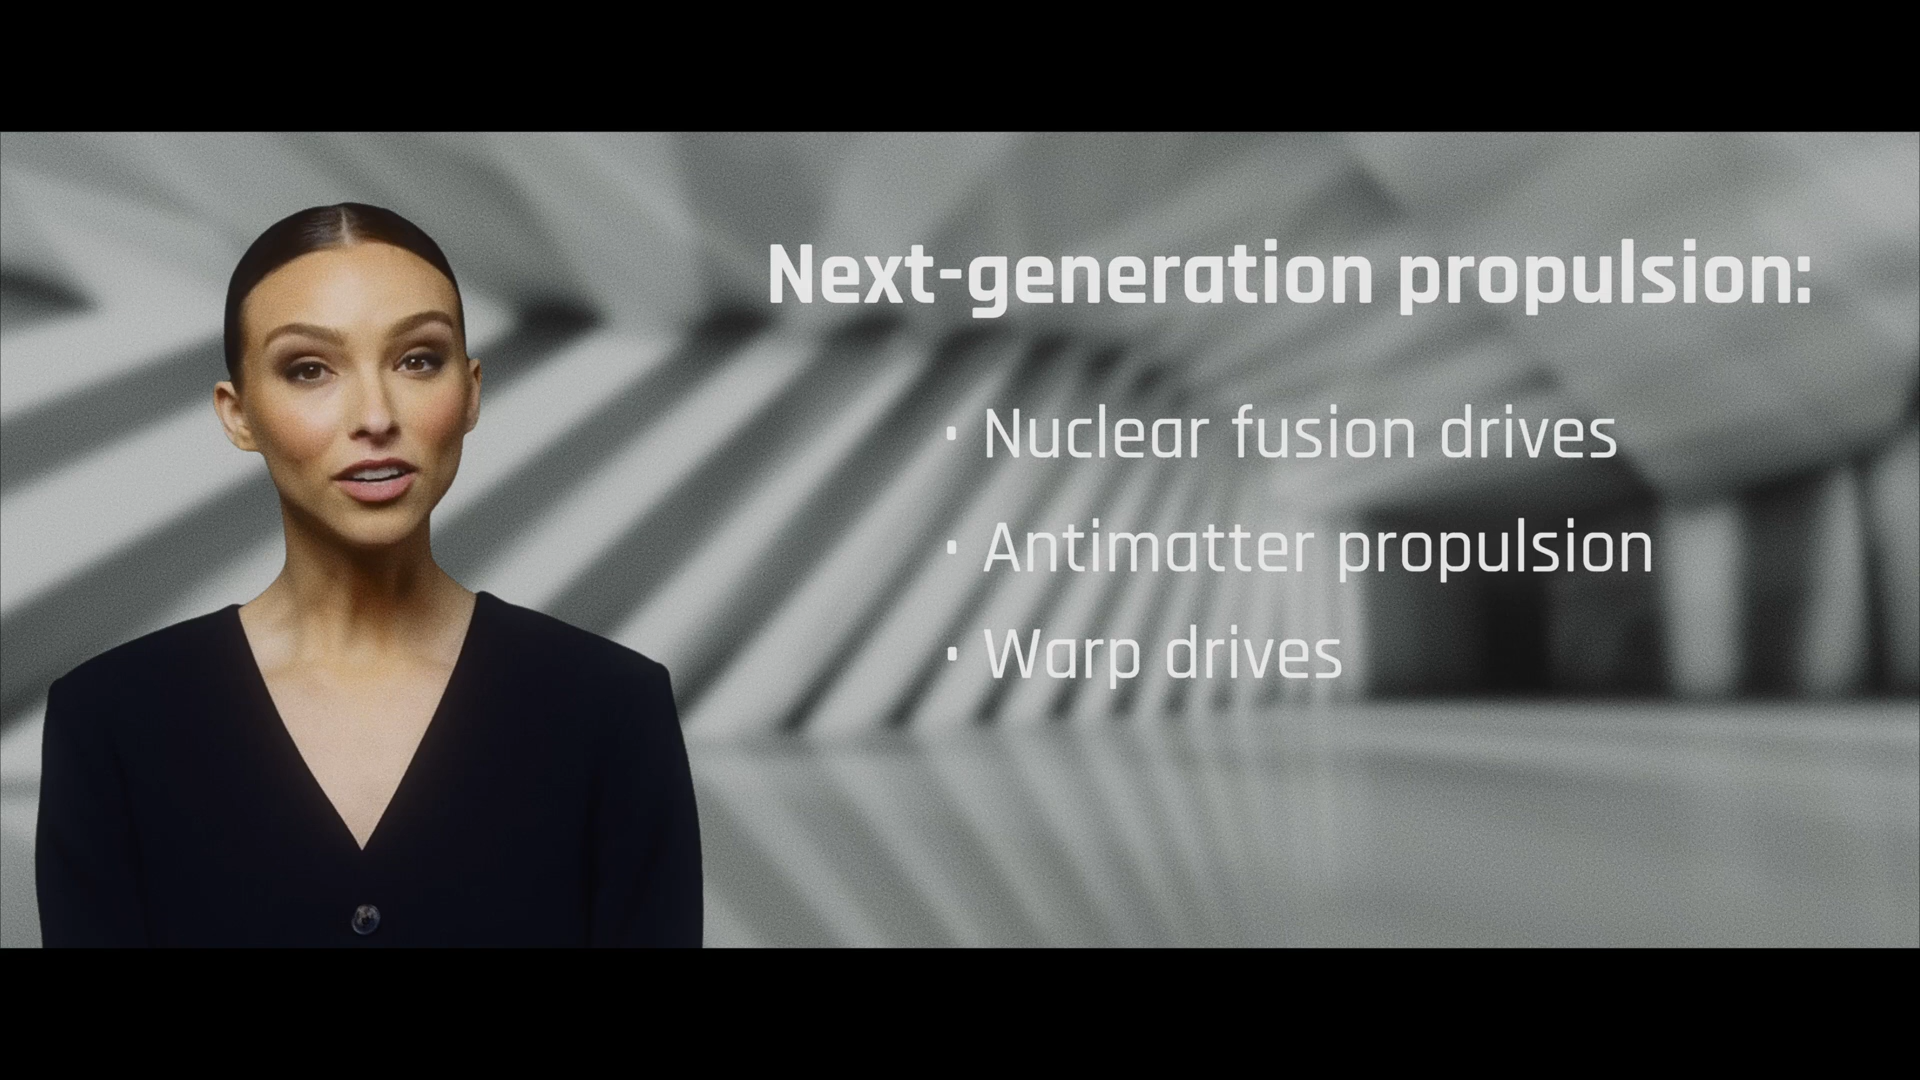 Next-generation propulsion:
• Nuclear fusion drives
• Antimatter propulsion
• Warp drives